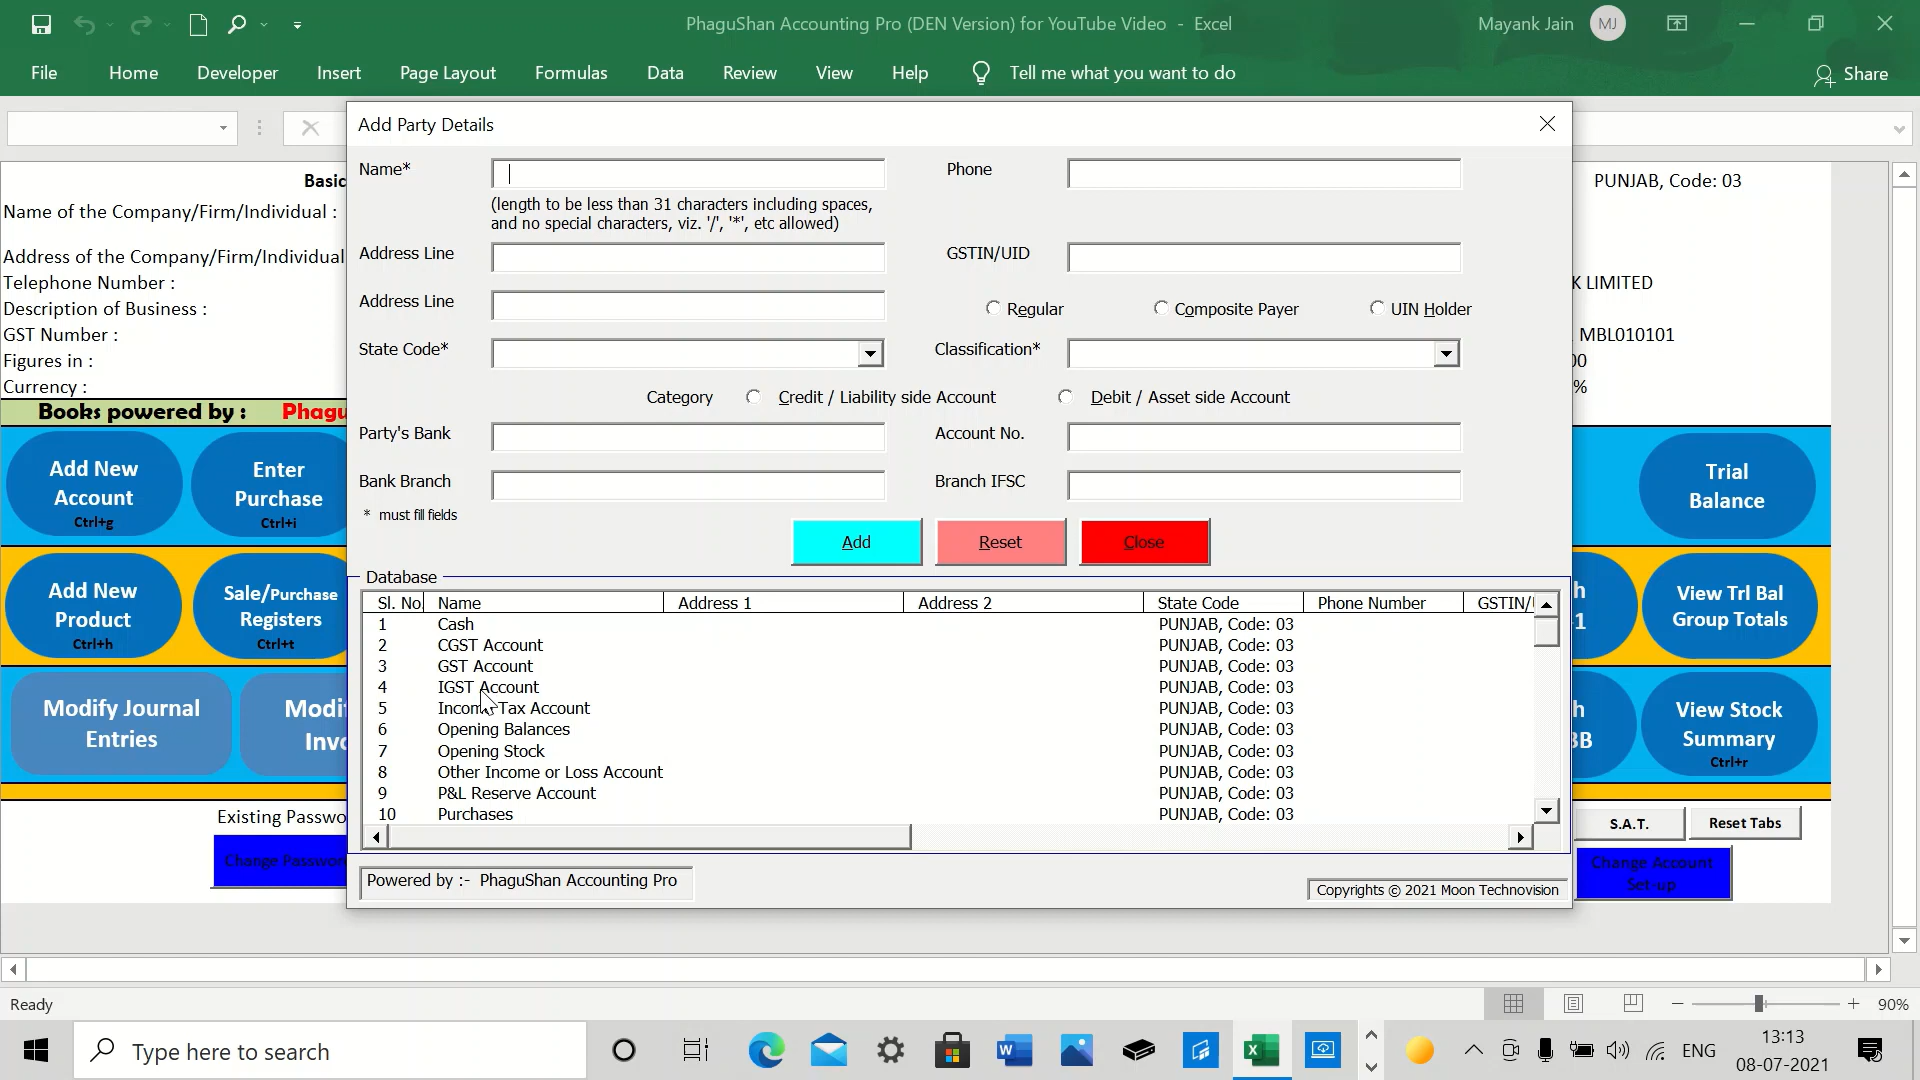 PhaguShan Accounting Pro (DEN Version) for YouTube Video - Excel
Mayank Jain
MJ
File Home Insert Page Layout Formulas Data Review View Help Tell me what you want to do
Share
Basic
Name of the Company/Firm/Individual :
Address of the Company/Firm/Individual
Telephone Number :
Description of Business :
GST Number :
Figures in :
Currency :
Books powered by : Phagu
Add New Account
Ctrl+g
Enter Purchase
Ctrl+i
Add New Product
Ctrl+h
Sale/Purchase Registers
Ctrl+t
Modify Journal Entries
Existing Passwo
Change Password
Add Party Details
Name*
Phone
(length to be less than 31 characters including spaces,
and no special characters, viz. '/', '*', etc allowed)
Address Line
GSTIN/UID
Address Line
Regular
Composite Payer
UIN Holder
State Code*
Classification*
Category
Credit / Liability side Account
Debit / Asset side Account
Party's Bank
Account No.
Bank Branch
Branch IFSC
* must fill fields
Add
Reset
Close
Database
Sl. No. Name Address 1 Address 2 State Code Phone Number GSTIN/
1 Cash PUNJAB, Code: 03
2 CGST Account PUNJAB, Code: 03
3 GST Account PUNJAB, Code: 03
4 IGST Account PUNJAB, Code: 03
5 Income Tax Account PUNJAB, Code: 03
6 Opening Balances PUNJAB, Code: 03
7 Opening Stock PUNJAB, Code: 03
8 Other Income or Loss Account PUNJAB, Code: 03
9 P&L Reserve Account PUNJAB, Code: 03
10 Purchases PUNJAB, Code: 03
Powered by :- PhaguShan Accounting Pro
Copyrights © 2021 Moon Technovision
PUNJAB, Code: 03
K LIMITED
MBL010101
00
%
Trial Balance
View Trl Bal Group Totals
View Stock Summary
Ctrl+r
S.A.T.
Reset Tabs
Change Account Set-up
Ready
90%
Type here to search
ENG
13:13
08-07-2021